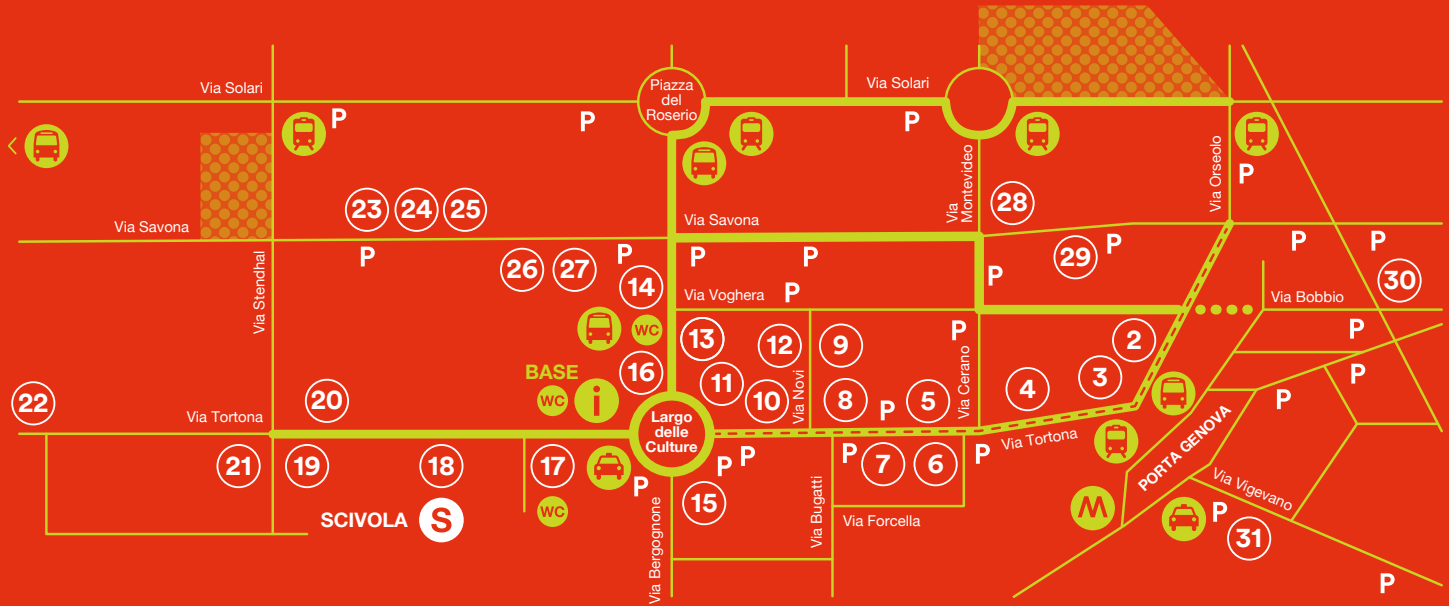 Via Solari
P
P
Piazza
del
Roserio
Via Solari
P
Via Orseolo
P
Via Savona
23
24
25
Via Savona
Via
Montevideo
28
P
P
P
P
P
29
P
P
P
P
26
27
14
30
Via Stendhal
Via Voghera
P
Via Bobbio
WC
13
12
9
P
2
P
BASE
WC
i
16
11
10
Via Novi
8
P
5
Via Cerano
4
3
P
P
22
20
Via Tortona
Largo
delle
Culture
Via Tortona
21
19
18
17
P
P
P
P
7
6
P
PORTA GENOVA
SCIVOLA
S
WC
15
Via Bergognone
Via Bugatti
Via Forcella
M
Via Vigevano
P
31
P